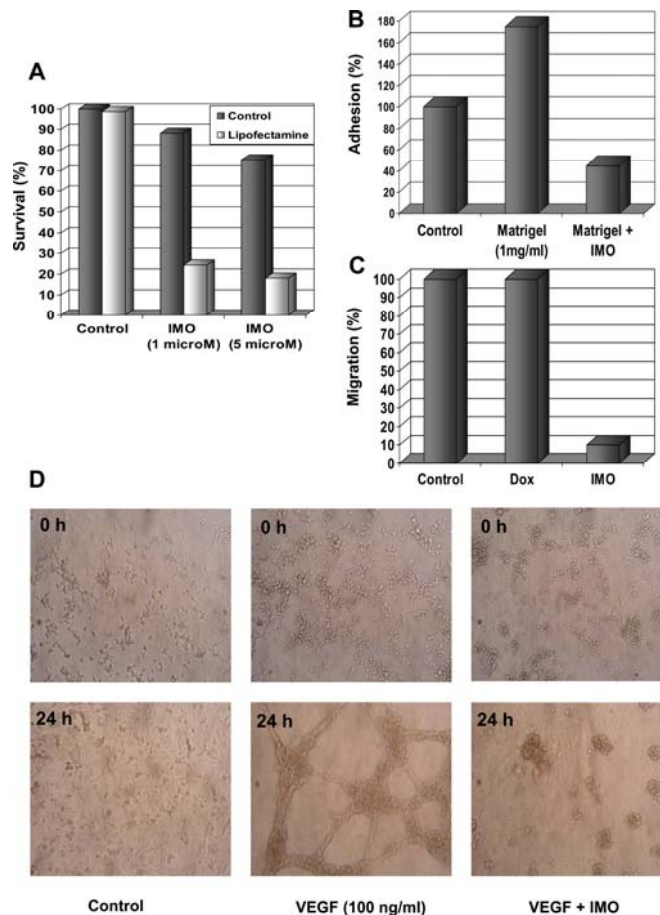 A
Survival (%)
100
90
80
70
60
50
40
30
20
10
0
Control
Lipofectamine
Control
IMO
(1 microM)
IMO
(5 microM)
B
Adhesion (%)
180
160
140
120
100
80
60
40
20
0
Control
Matrigel
(1mg/ml)
Matrigel +
IMO
C
Migration (%)
100
90
80
70
60
50
40
30
20
10
0
Control
Dox
IMO
D
0 h
0 h
0 h
24 h
24 h
24 h
Control
VEGF (100 ng/ml)
VEGF + IMO